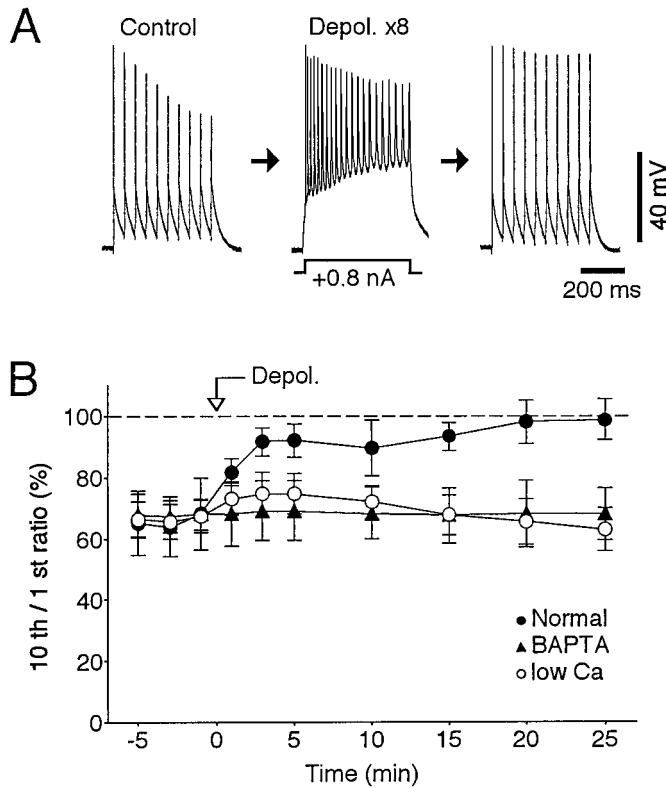 A
Control
Depol. x8
+0.8 nA
40 mV
200 ms
B
Depol.
10 th / 1 st ratio (%)
100
80
60
40
20
0
Normal
BAPTA
low Ca
-5 0 5 10 15 20 25
Time (min)